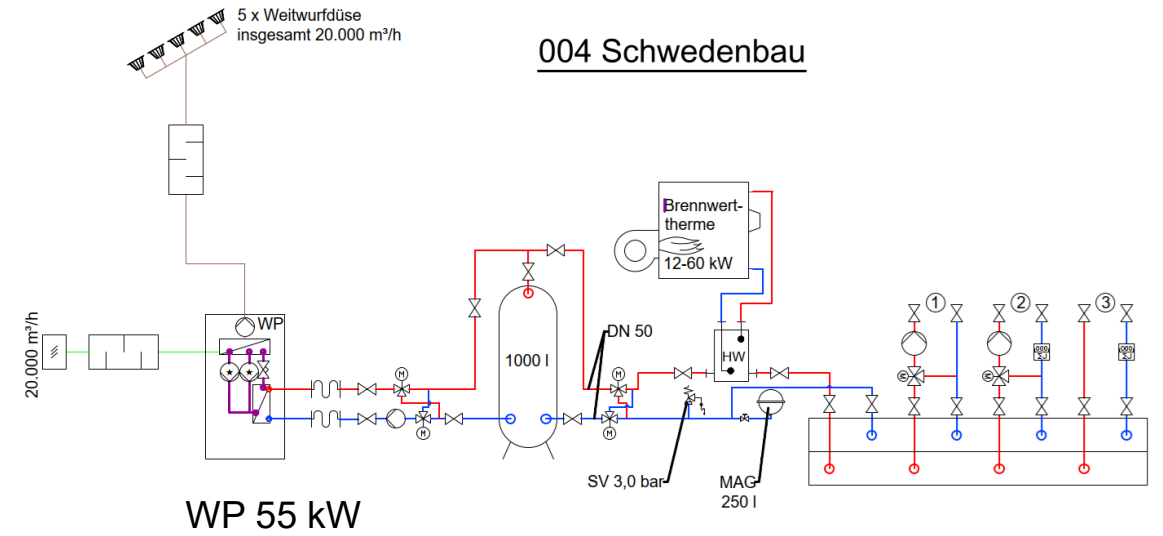 5 x Weitwurfdüse
insgesamt 20.000 m³/h
004 Schwedenbau
Brennwert-
therme
12-60 kW
WP
20.000 m³/h
1000 l
DN 50
HW
1
2
3
M
M
M
M
SV 3,0 bar
MAG
250 l
WP 55 kW